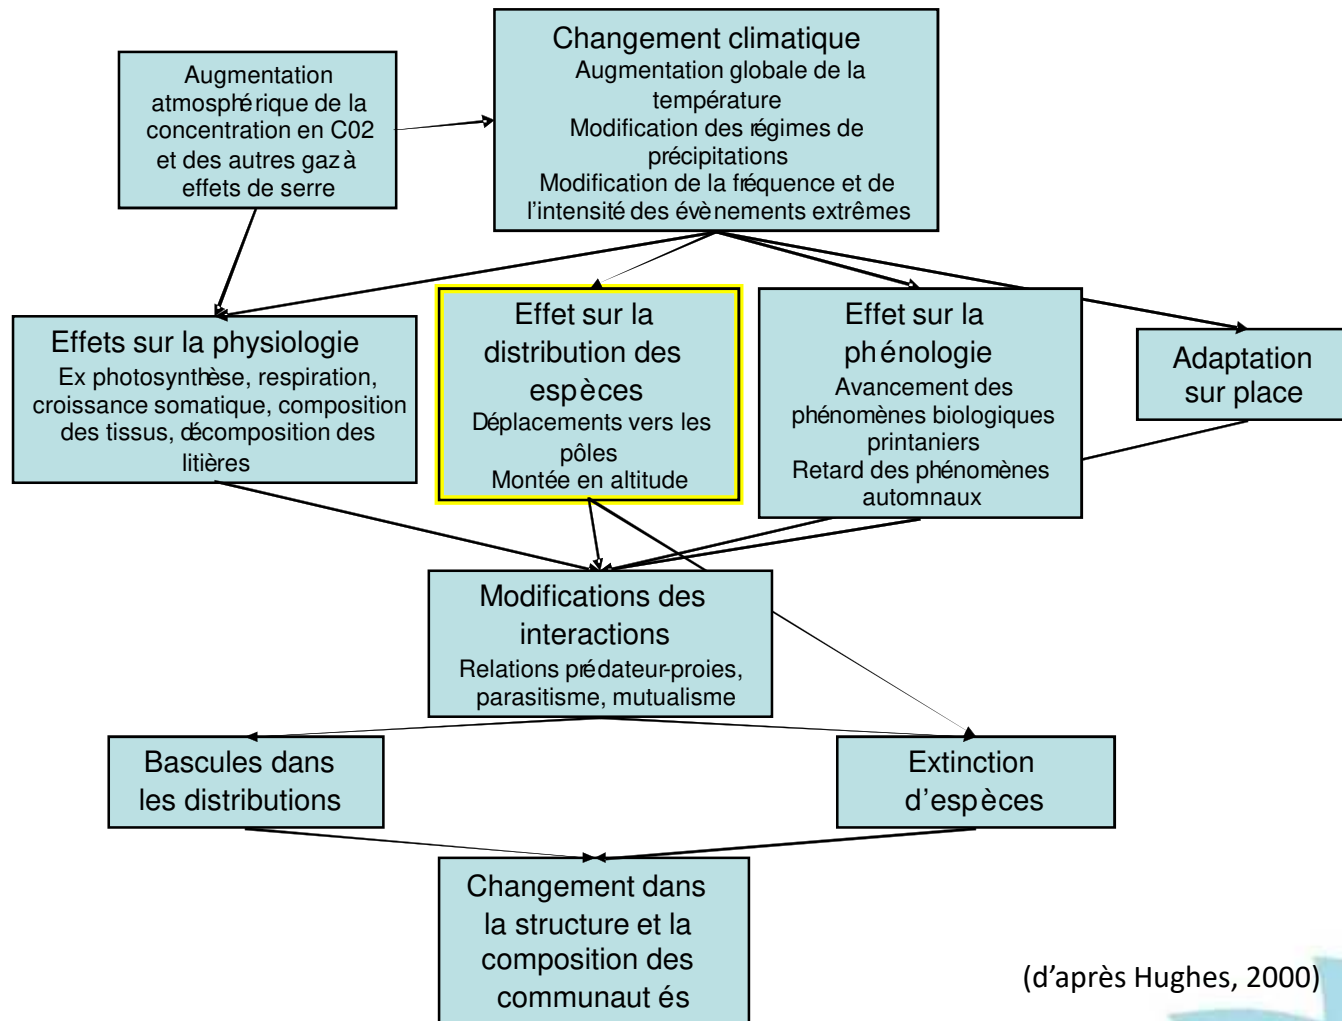 Augmentation
atmosphérique de la
concentration en C02
et des autres gaz à
effets de serre
Changement climatique
Augmentation globale de la
température
Modification des régimes de
précipitations
Modification de la fréquence et de
l'intensité des évènements extrêmes
Effets sur la physiologie
Ex photosynthèse, respiration,
croissance somatique, composition
des tissus, décomposition des
litières
Effet sur la
distribution des
espèces
Déplacements vers les
pôles
Montée en altitude
Effet sur la
phénologie
Avancement des
phénomènes biologiques
printaniers
Retard des phénomènes
automnaux
Adaptation
sur place
Modifications des
interactions
Relations prédateur-proies,
parasitisme, mutualisme
Bascules dans
les distributions
Extinction
d'espèces
Changement dans
la structure et la
composition des
communautés
(d'après Hughes, 2000)